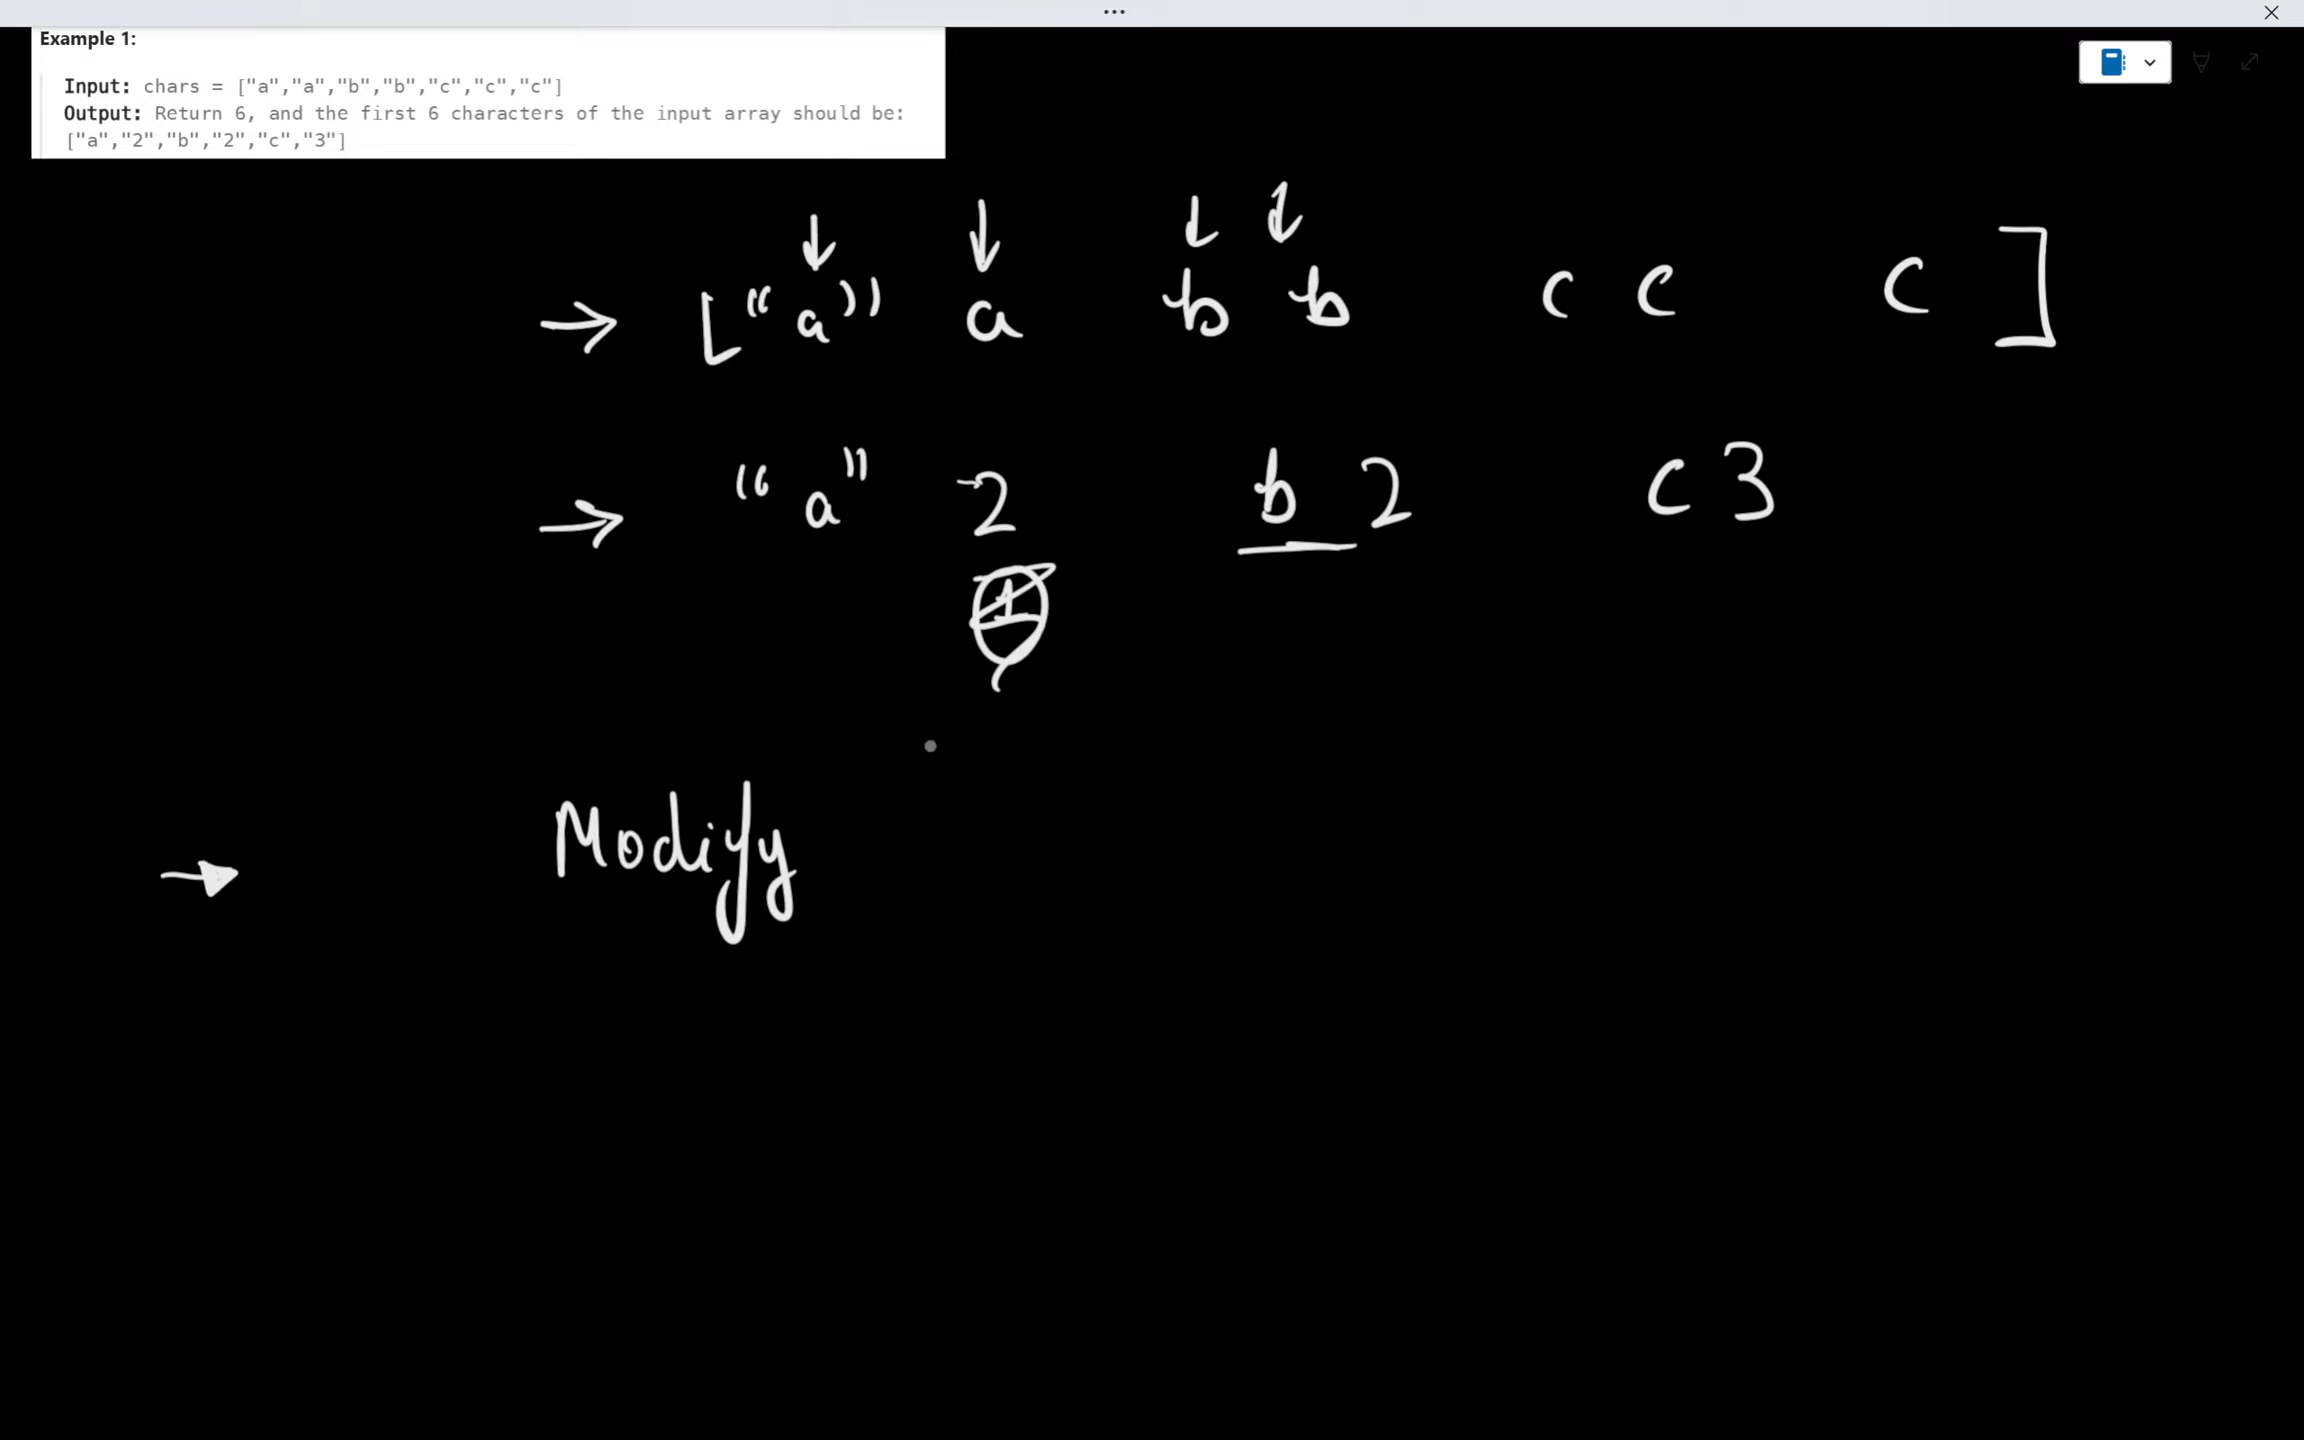 Example 1:
Input: chars = ["a","a","b","b","c","c","c"]
Output: Return 6, and the first 6 characters of the input array should be:
["a","2","b","2","c","3"]
→ ["a" a b b c c c]
→ "a" 2 b 2 c 3
1
→ Modify